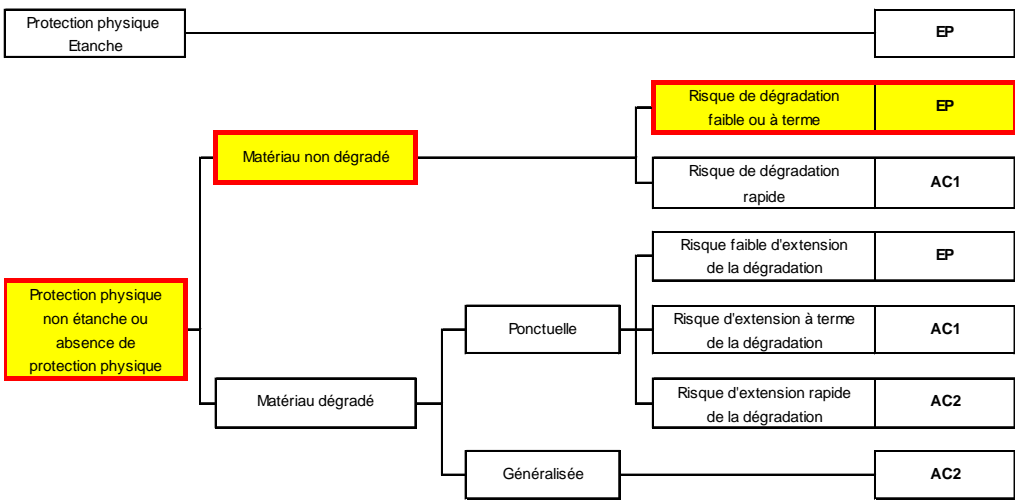 Protection physique
Etanche
EP
Risque de dégradation
faible ou à terme
EP
Matériau non dégradé
Risque de dégradation
rapide
AC1
Risque faible d'extension
de la dégradation
EP
Protection physique
non étanche ou
absence de
protection physique
Ponctuelle
Risque d'extension à terme
de la dégradation
AC1
Matériau dégradé
Risque d'extension rapide
de la dégradation
AC2
Généralisée
AC2